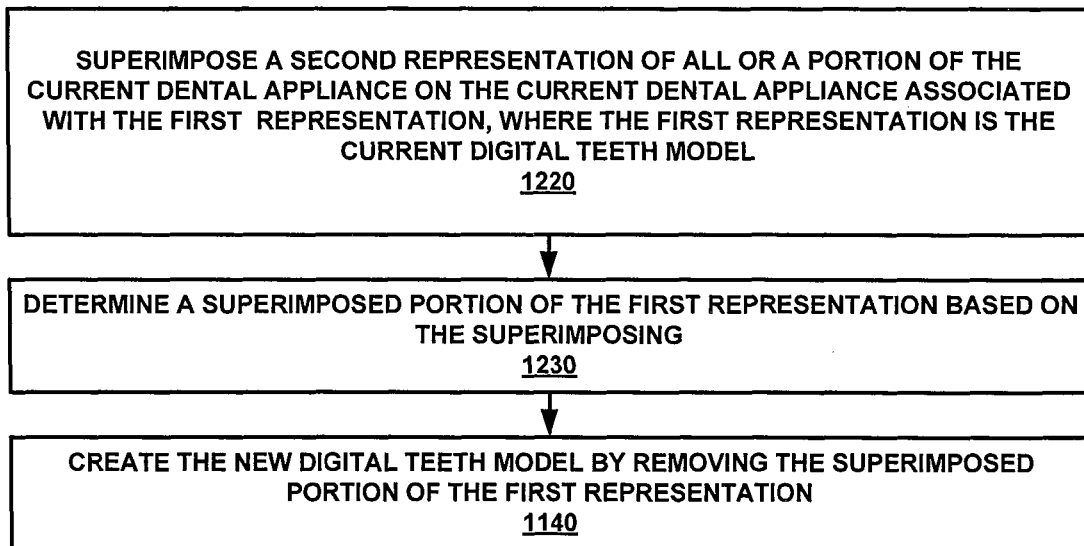 SUPERIMPOSE A SECOND REPRESENTATION OF ALL OR A PORTION OF THE
CURRENT DENTAL APPLIANCE ON THE CURRENT DENTAL APPLIANCE ASSOCIATED
WITH THE FIRST REPRESENTATION, WHERE THE FIRST REPRESENTATION IS THE
CURRENT DIGITAL TEETH MODEL
1220
DETERMINE A SUPERIMPOSED PORTION OF THE FIRST REPRESENTATION BASED ON
THE SUPERIMPOSING
1230
CREATE THE NEW DIGITAL TEETH MODEL BY REMOVING THE SUPERIMPOSED
PORTION OF THE FIRST REPRESENTATION
1140